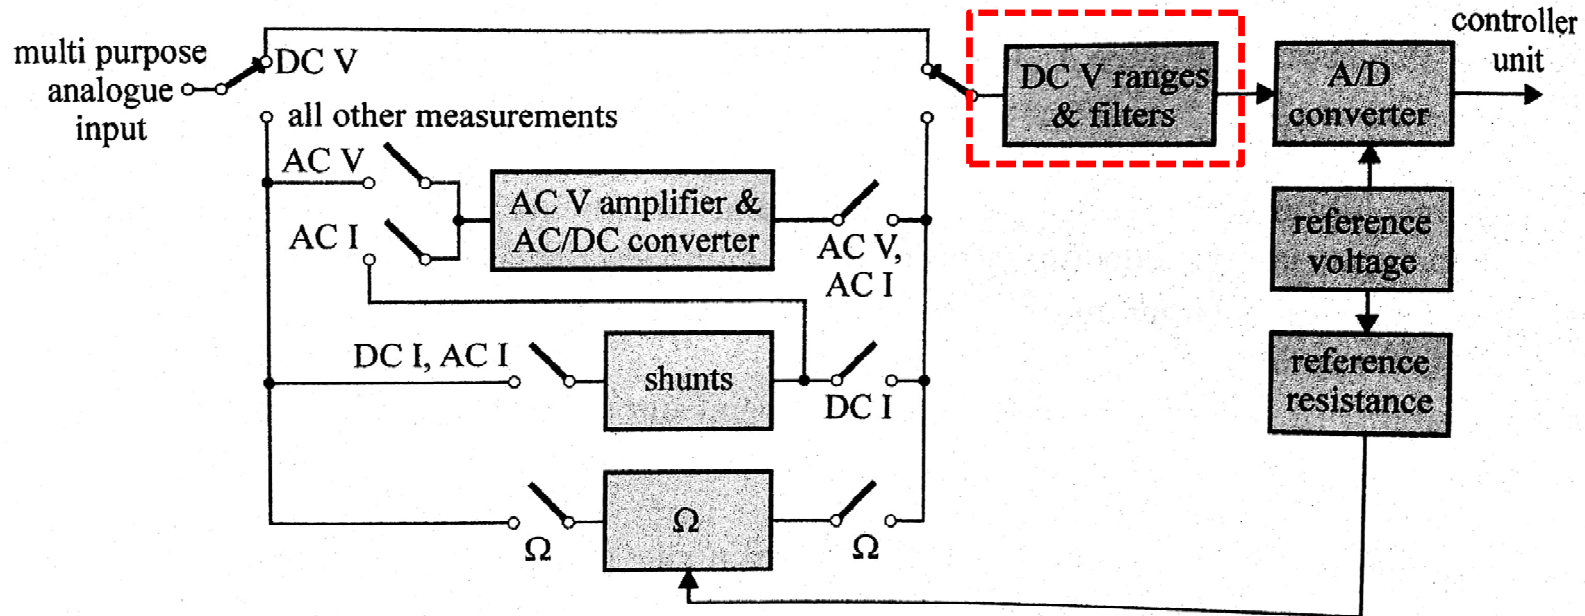 multi purpose
analogue
input
DC V
all other measurements
AC V
AC I
AC V amplifier &
AC/DC converter
AC V,
AC I
DC I, AC I
shunts
DC I
Ω
Ω
Ω
DC V ranges
& filters
A/D
converter
controller
unit
reference
voltage
reference
resistance